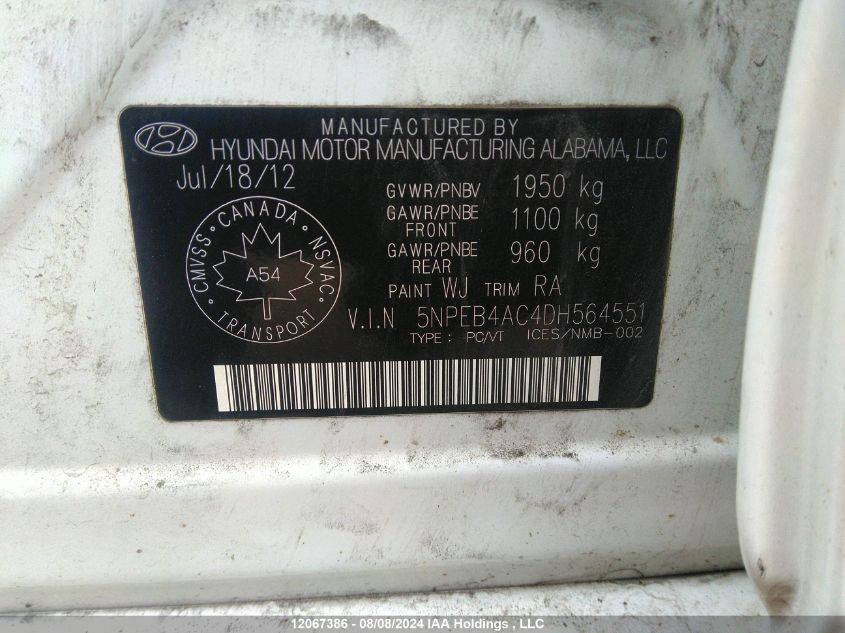 MANUFACTURED BY
HYUNDAI MOTOR MANUFACTURING ALABAMA, LLC
Jul/18/12
GVWR/PNBV 1950 kg
GAWR/PNBE FRONT 1100 kg
GAWR/PNBE REAR 960 kg
CANADA
CMVSS
NSVAC
A54
TRANSPORT
PAINT WJ TRIM RA
V.I.N 5NPEB4AC4DH564551
TYPE : PC/VT ICES/NMB-002
12067386 - 08/08/2024 IAA Holdings , LLC